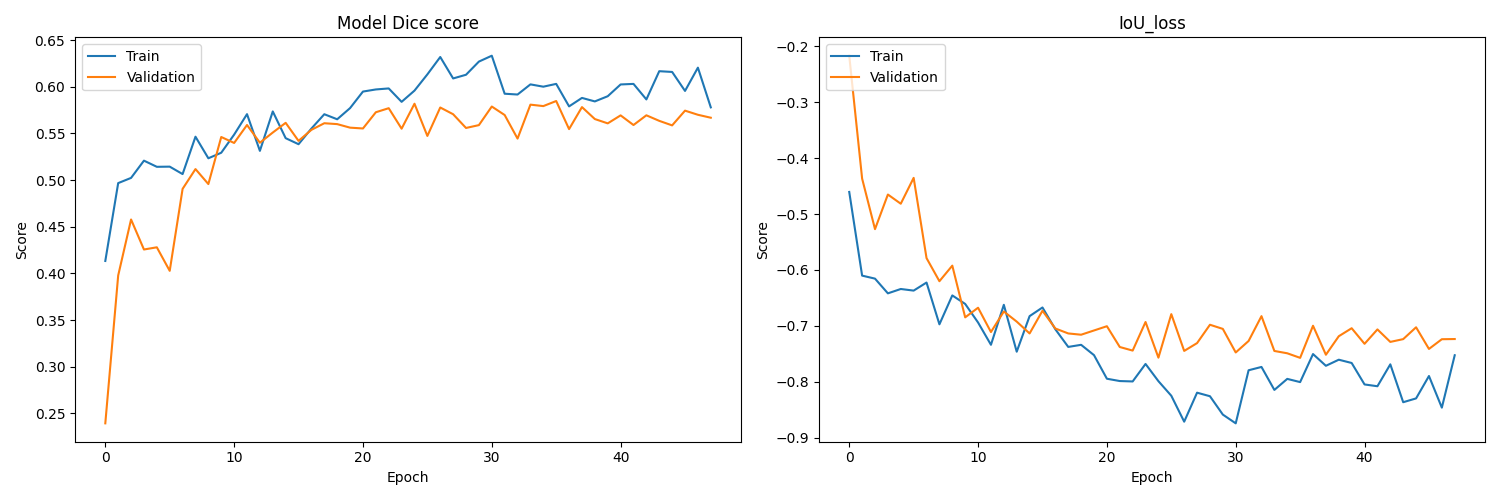 Model Dice score
Train
Validation
0.65
0.60
0.55
0.50
0.45
0.40
0.35
0.30
0.25
Score
0 10 20 30 40
Epoch
IoU_loss
Train
Validation
−0.2
−0.3
−0.4
−0.5
−0.6
−0.7
−0.8
−0.9
Score
0 10 20 30 40
Epoch